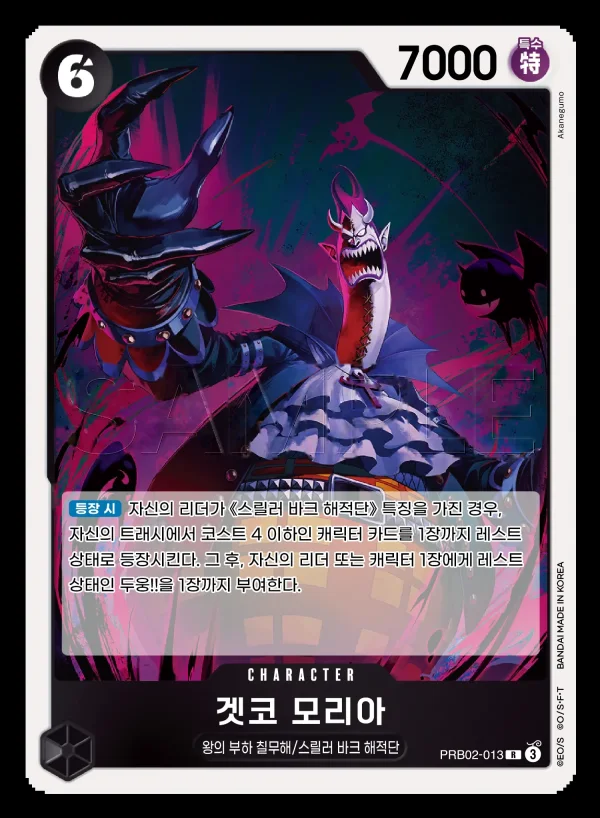 6
7000
특수
特
Akanegumo
SAMPLE
등장 시 자신의 리더가 《스릴러 바크 해적단》 특징을 가진 경우,
자신의 트래시에서 코스트 4 이하인 캐릭터 카드를 1장까지 레스트
상태로 등장시킨다. 그 후, 자신의 리더 또는 캐릭터 1장에게 레스트
상태인 두웅!!을 1장까지 부여한다.
CHARACTER
겟코 모리아
왕의 부하 칠무해/스릴러 바크 해적단
PRB02-013 R 3
©EO/S ©O/S・F・T BANDAI MADE IN KOREA